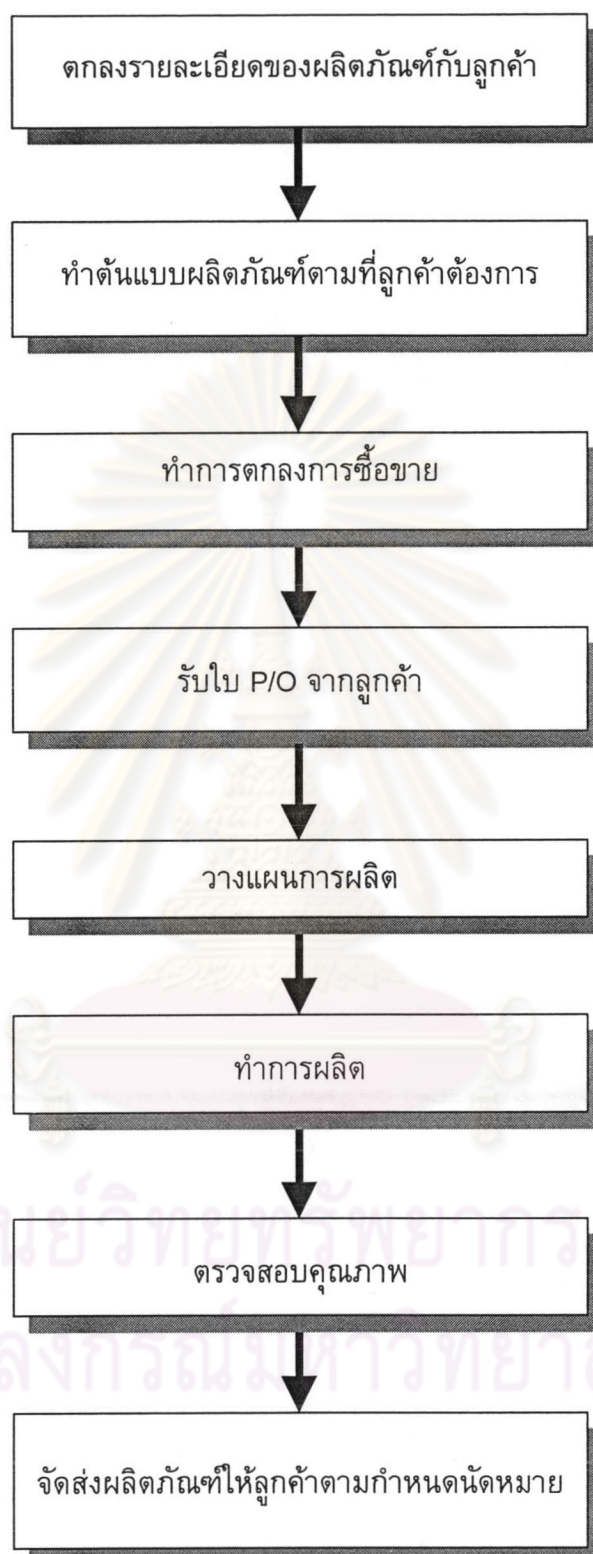 ตกลงรายละเอียดของผลิตภัณฑ์กับลูกค้า
ทำต้นแบบผลิตภัณฑ์ตามที่ลูกค้าต้องการ
ทำการตกลงการซื้อขาย
รับใบ P/O จากลูกค้า
วางแผนการผลิต
ทำการผลิต
ตรวจสอบคุณภาพ
จัดส่งผลิตภัณฑ์ให้ลูกค้าตามกำหนดนัดหมาย